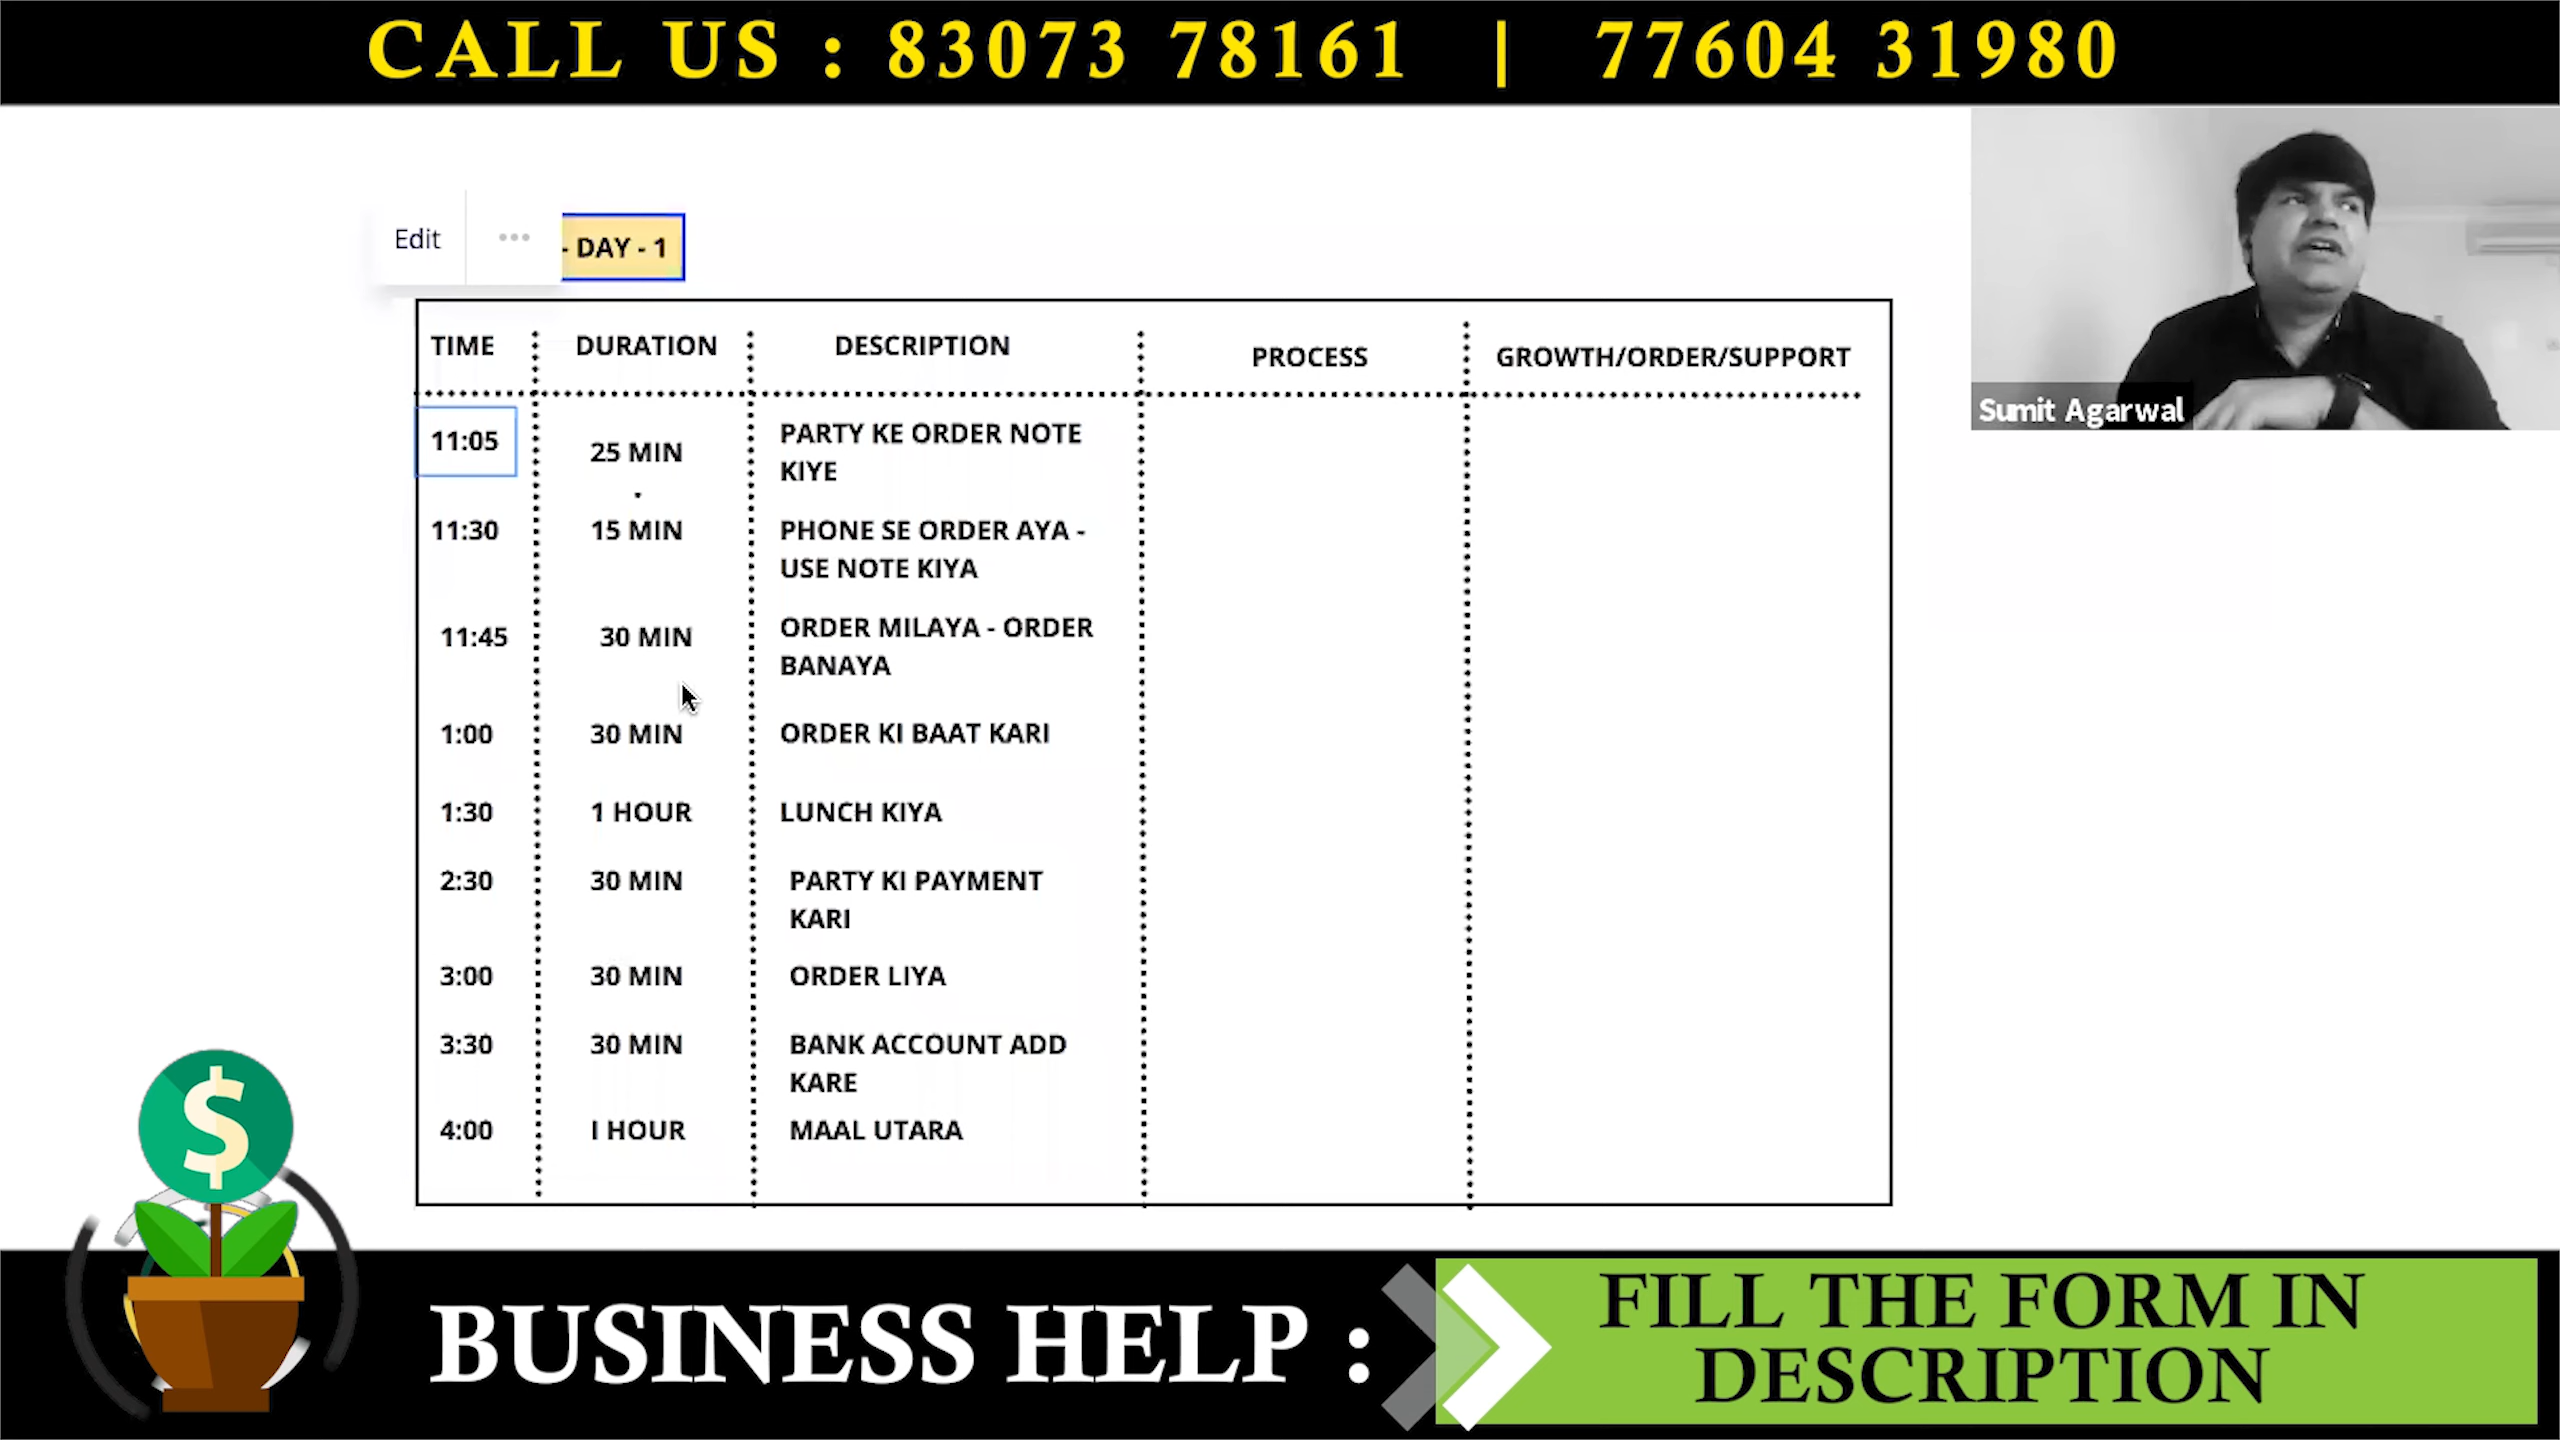 CALL US : 83073 78161 | 77604 31980
Edit
- DAY - 1
TIME DURATION DESCRIPTION PROCESS GROWTH/ORDER/SUPPORT
Sumit Agarwal
11:05 25 MIN PARTY KE ORDER NOTE
KIYE
11:30 15 MIN PHONE SE ORDER AYA -
USE NOTE KIYA
11:45 30 MIN ORDER MILAYA - ORDER
BANAYA
1:00 30 MIN ORDER KI BAAT KARI
1:30 1 HOUR LUNCH KIYA
2:30 30 MIN PARTY KI PAYMENT
KARI
3:00 30 MIN ORDER LIYA
3:30 30 MIN BANK ACCOUNT ADD
KARE
4:00 I HOUR MAAL UTARA
$
BUSINESS HELP :
FILL THE FORM IN
DESCRIPTION